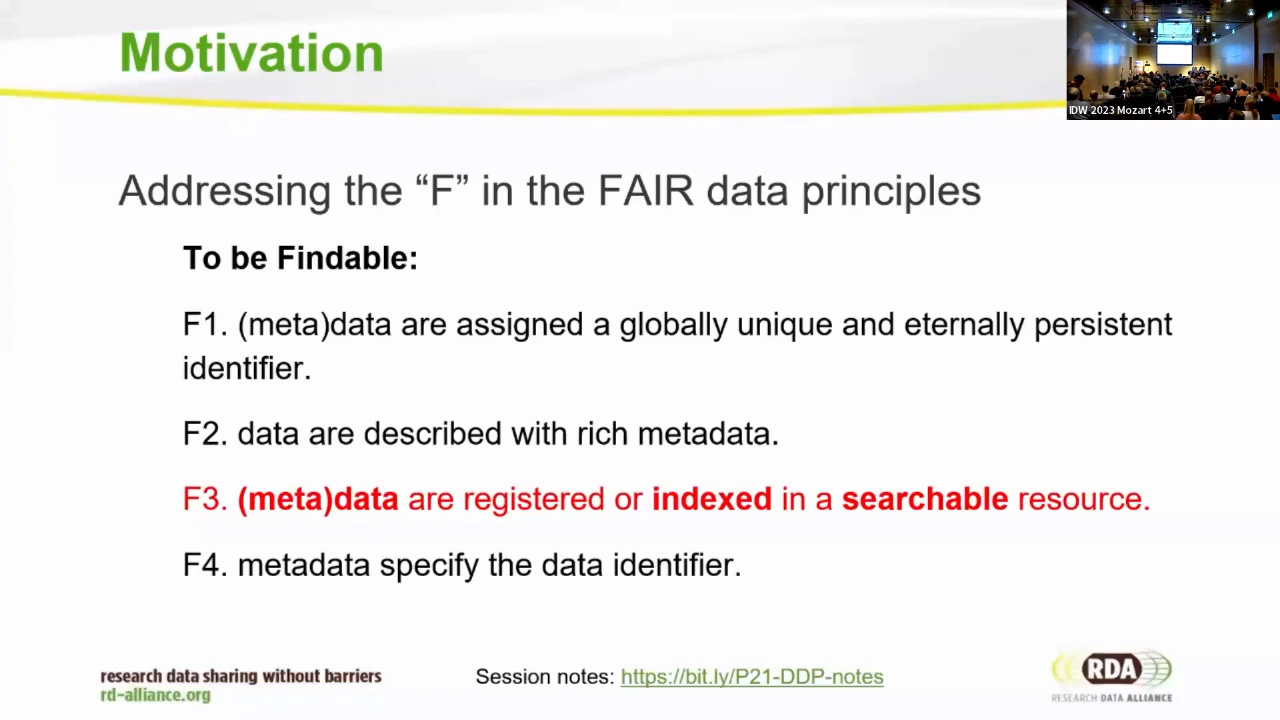 Motivation
IDW 2023 Mozart 4+5
Addressing the “F” in the FAIR data principles
To be Findable:
F1. (meta)data are assigned a globally unique and eternally persistent
identifier.
F2. data are described with rich metadata.
F3. (meta)data are registered or indexed in a searchable resource.
F4. metadata specify the data identifier.
research data sharing without barriers
rd-alliance.org
Session notes: https://bit.ly/P21-DDP-notes
RDA
RESEARCH DATA ALLIANCE